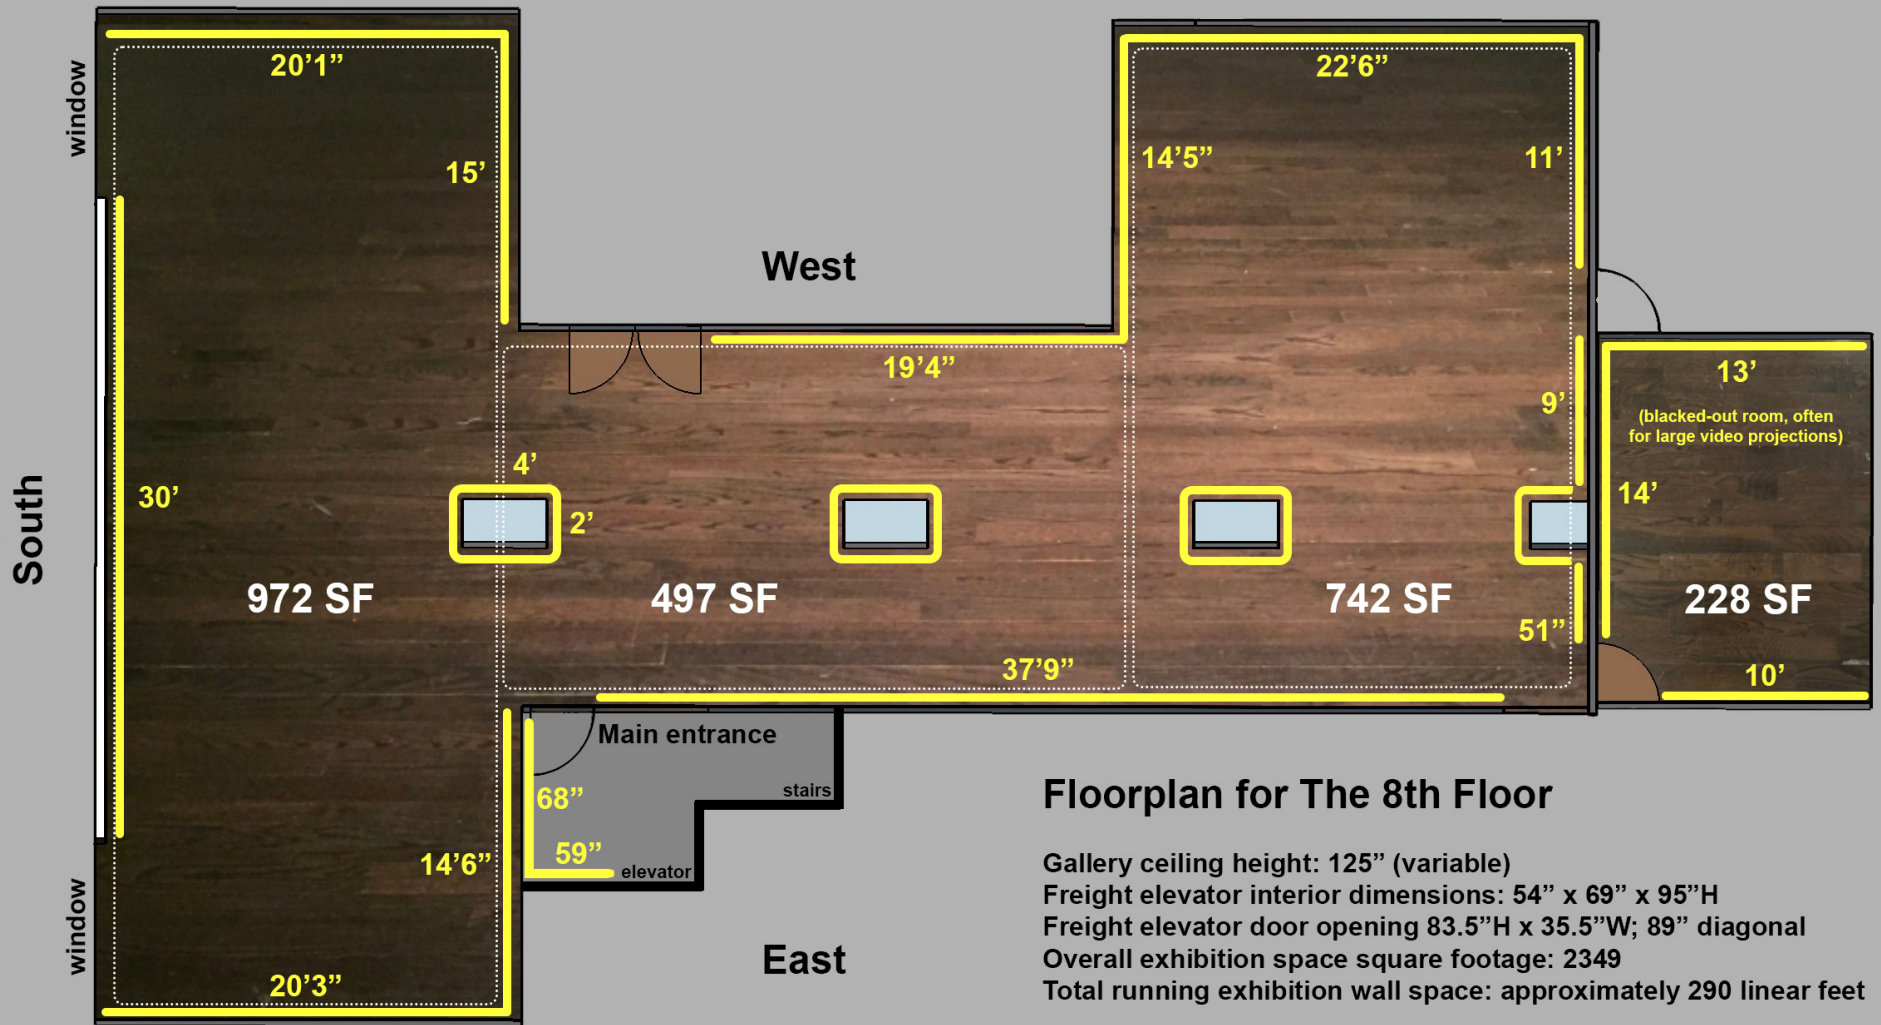 20’1”
22’6”
window
15’
14’5”
11’
West
19’4”
13’
9’
(blacked-out room, often
for large video projections)
4’
30’
14’
2’
South
972 SF
497 SF
742 SF
228 SF
51”
37’9”
10’
Main entrance
stairs
68”
59”
elevator
14’6”
window
East
20’3”
Floorplan for The 8th Floor
Gallery ceiling height: 125” (variable)
Freight elevator interior dimensions: 54” x 69” x 95”H
Freight elevator door opening 83.5”H x 35.5”W; 89” diagonal
Overall exhibition space square footage: 2349
Total running exhibition wall space: approximately 290 linear feet